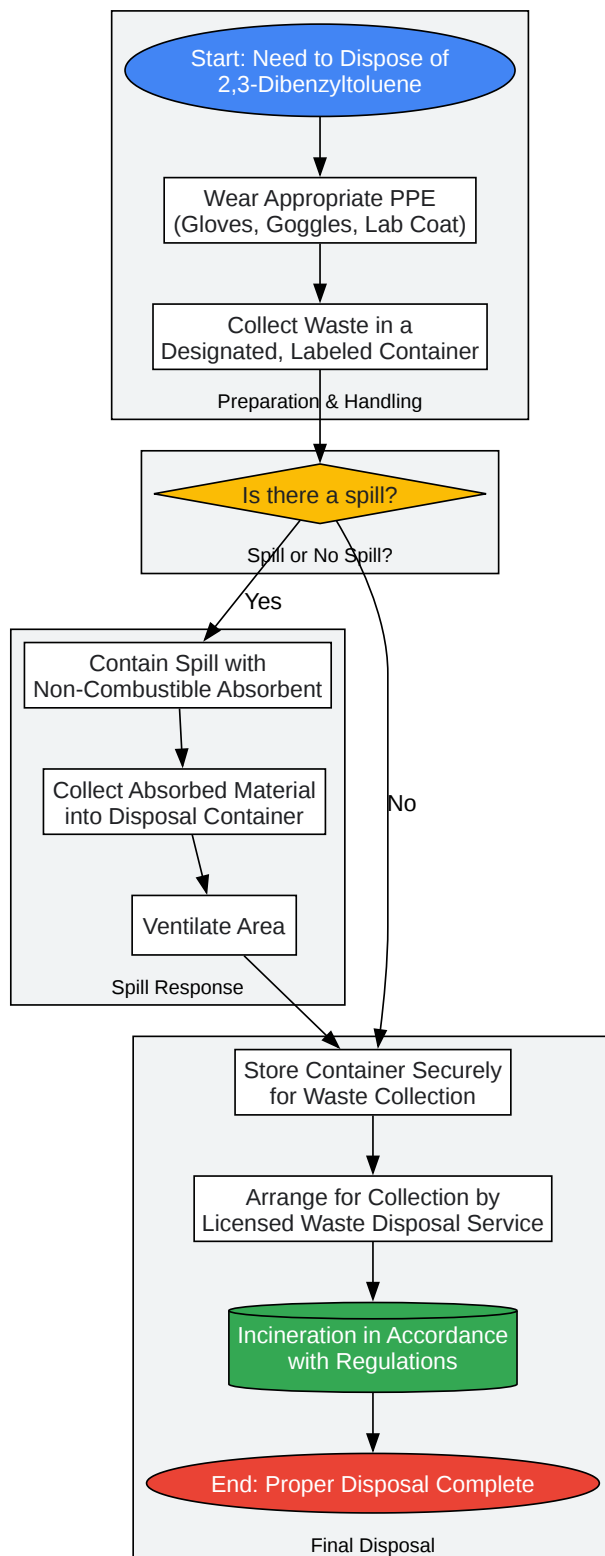 Start: Need to Dispose of
2,3-Dibenzyltoluene
Wear Appropriate PPE
(Gloves, Goggles, Lab Coat)
Collect Waste in a
Designated, Labeled Container
Preparation & Handling
Is there a spill?
Spill or No Spill?
Yes
Contain Spill with
Non-Combustible Absorbent
Collect Absorbed Material
into Disposal Container
No
Ventilate Area
Spill Response
Store Container Securely
for Waste Collection
Arrange for Collection by
Licensed Waste Disposal Service
Incineration in Accordance
with Regulations
End: Proper Disposal Complete
Final Disposal